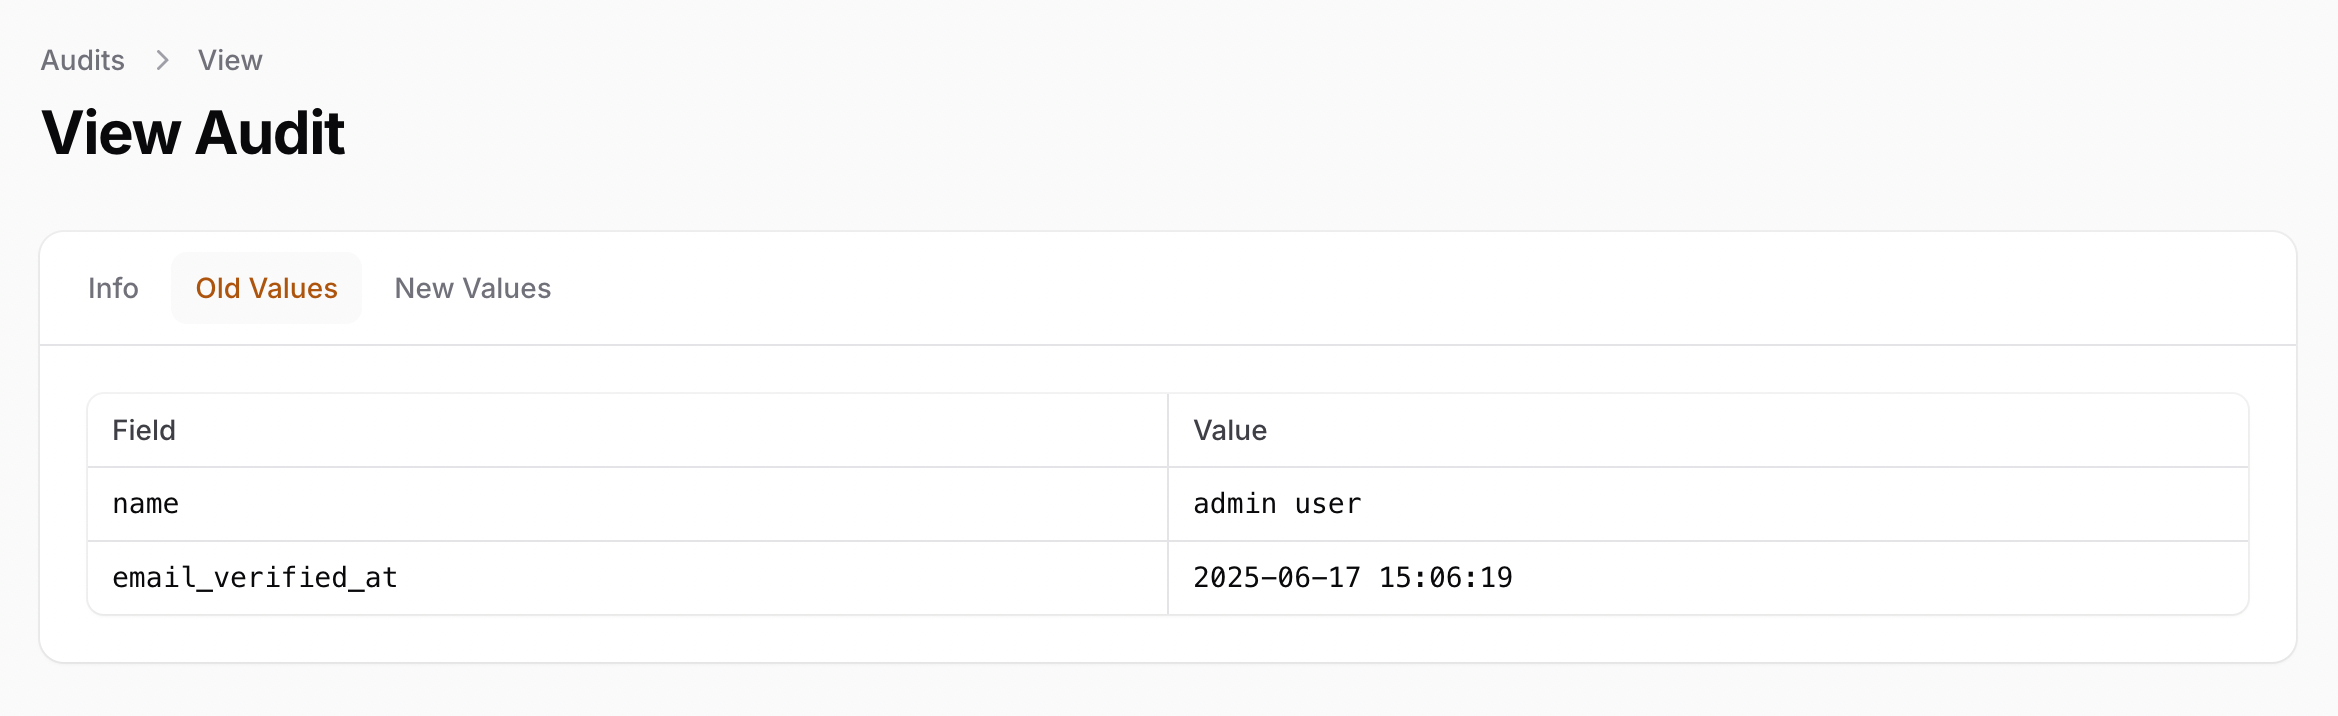 Audits > View
View Audit
Info Old Values New Values
Field Value
name admin user
email_verified_at 2025-06-17 15:06:19